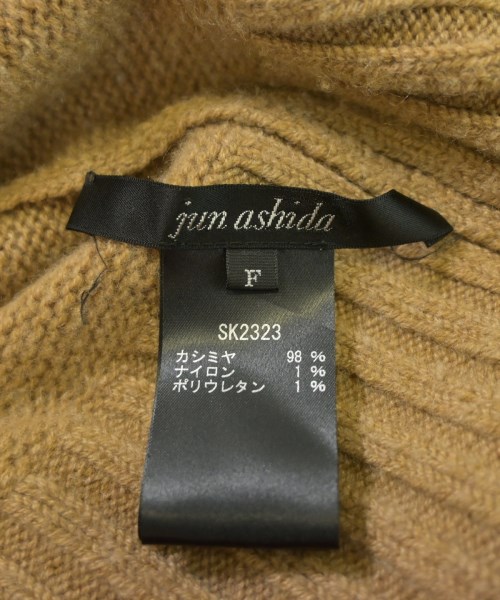 jun ashida
F
SK2323
カシミヤ 98 %
ナイロン 1 %
ポリウレタン 1 %